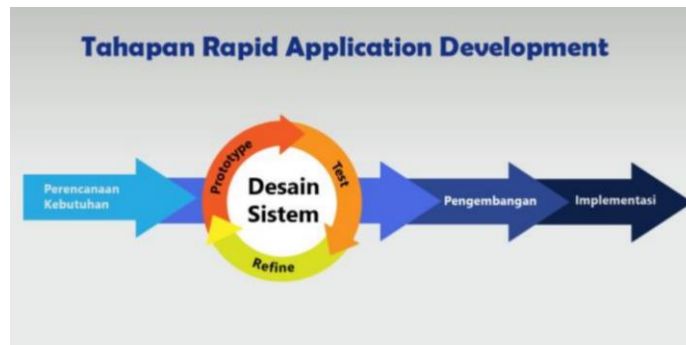 Tahapan Rapid Application Development
Perencanaan
Kebutuhan
Prototype
Test
Desain
Sistem
Refine
Pengembangan
Implementasi